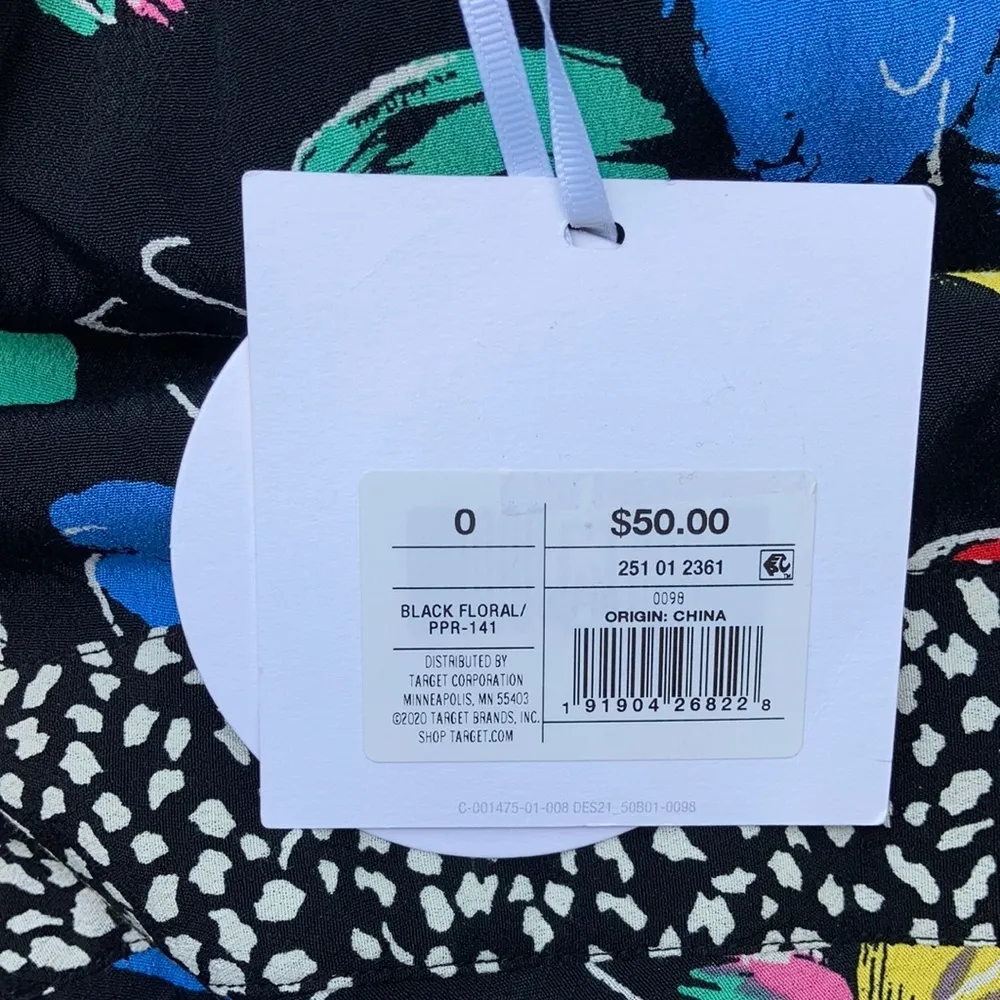 0
$50.00
251 01 2361
0098
ORIGIN: CHINA
BLACK FLORAL/
PPR-141
DISTRIBUTED BY
TARGET CORPORATION
MINNEAPOLIS, MN 55403
©2020 TARGET BRANDS, INC.
SHOP TARGET.COM
1 91904 26822 8
C-001475-01-008 DES21_50B01-0098